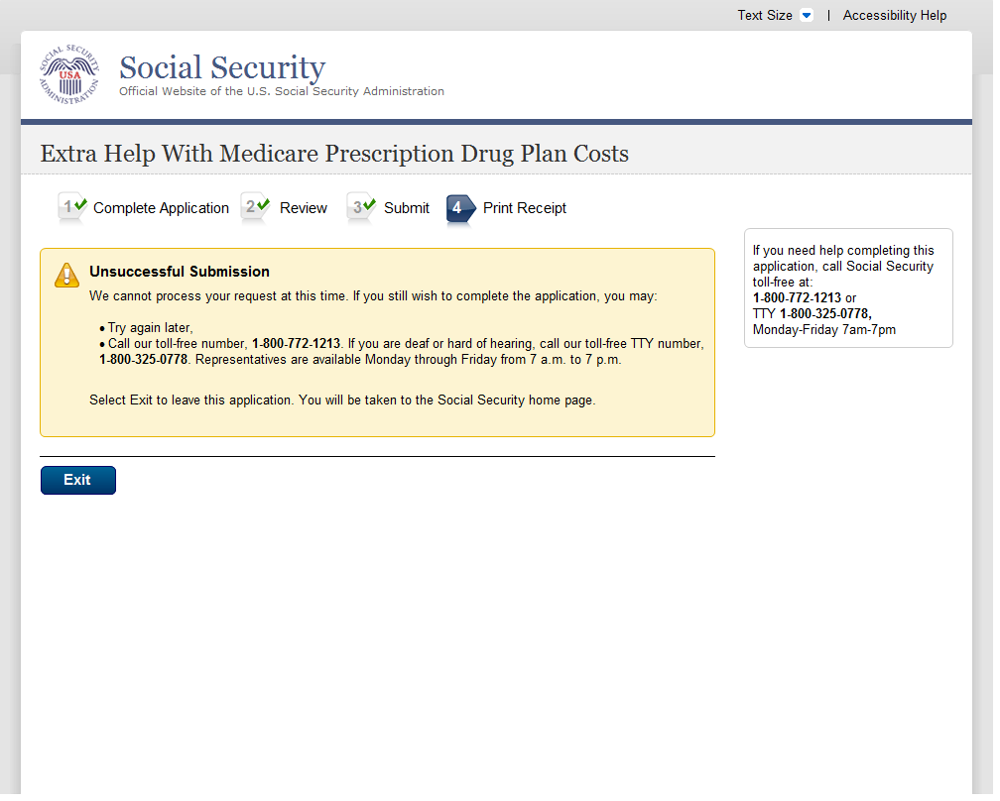 Text Size | Accessibility Help
SOCIAL SECURITY ADMINISTRATION
USA
Social Security
Official Website of the U.S. Social Security Administration
Extra Help With Medicare Prescription Drug Plan Costs
1 Complete Application 2 Review 3 Submit 4 Print Receipt
Unsuccessful Submission
We cannot process your request at this time. If you still wish to complete the application, you may:
• Try again later,
• Call our toll-free number, 1-800-772-1213. If you are deaf or hard of hearing, call our toll-free TTY number,
1-800-325-0778. Representatives are available Monday through Friday from 7 a.m. to 7 p.m.
Select Exit to leave this application. You will be taken to the Social Security home page.
Exit
If you need help completing this
application, call Social Security
toll-free at:
1-800-772-1213 or
TTY 1-800-325-0778,
Monday-Friday 7am-7pm